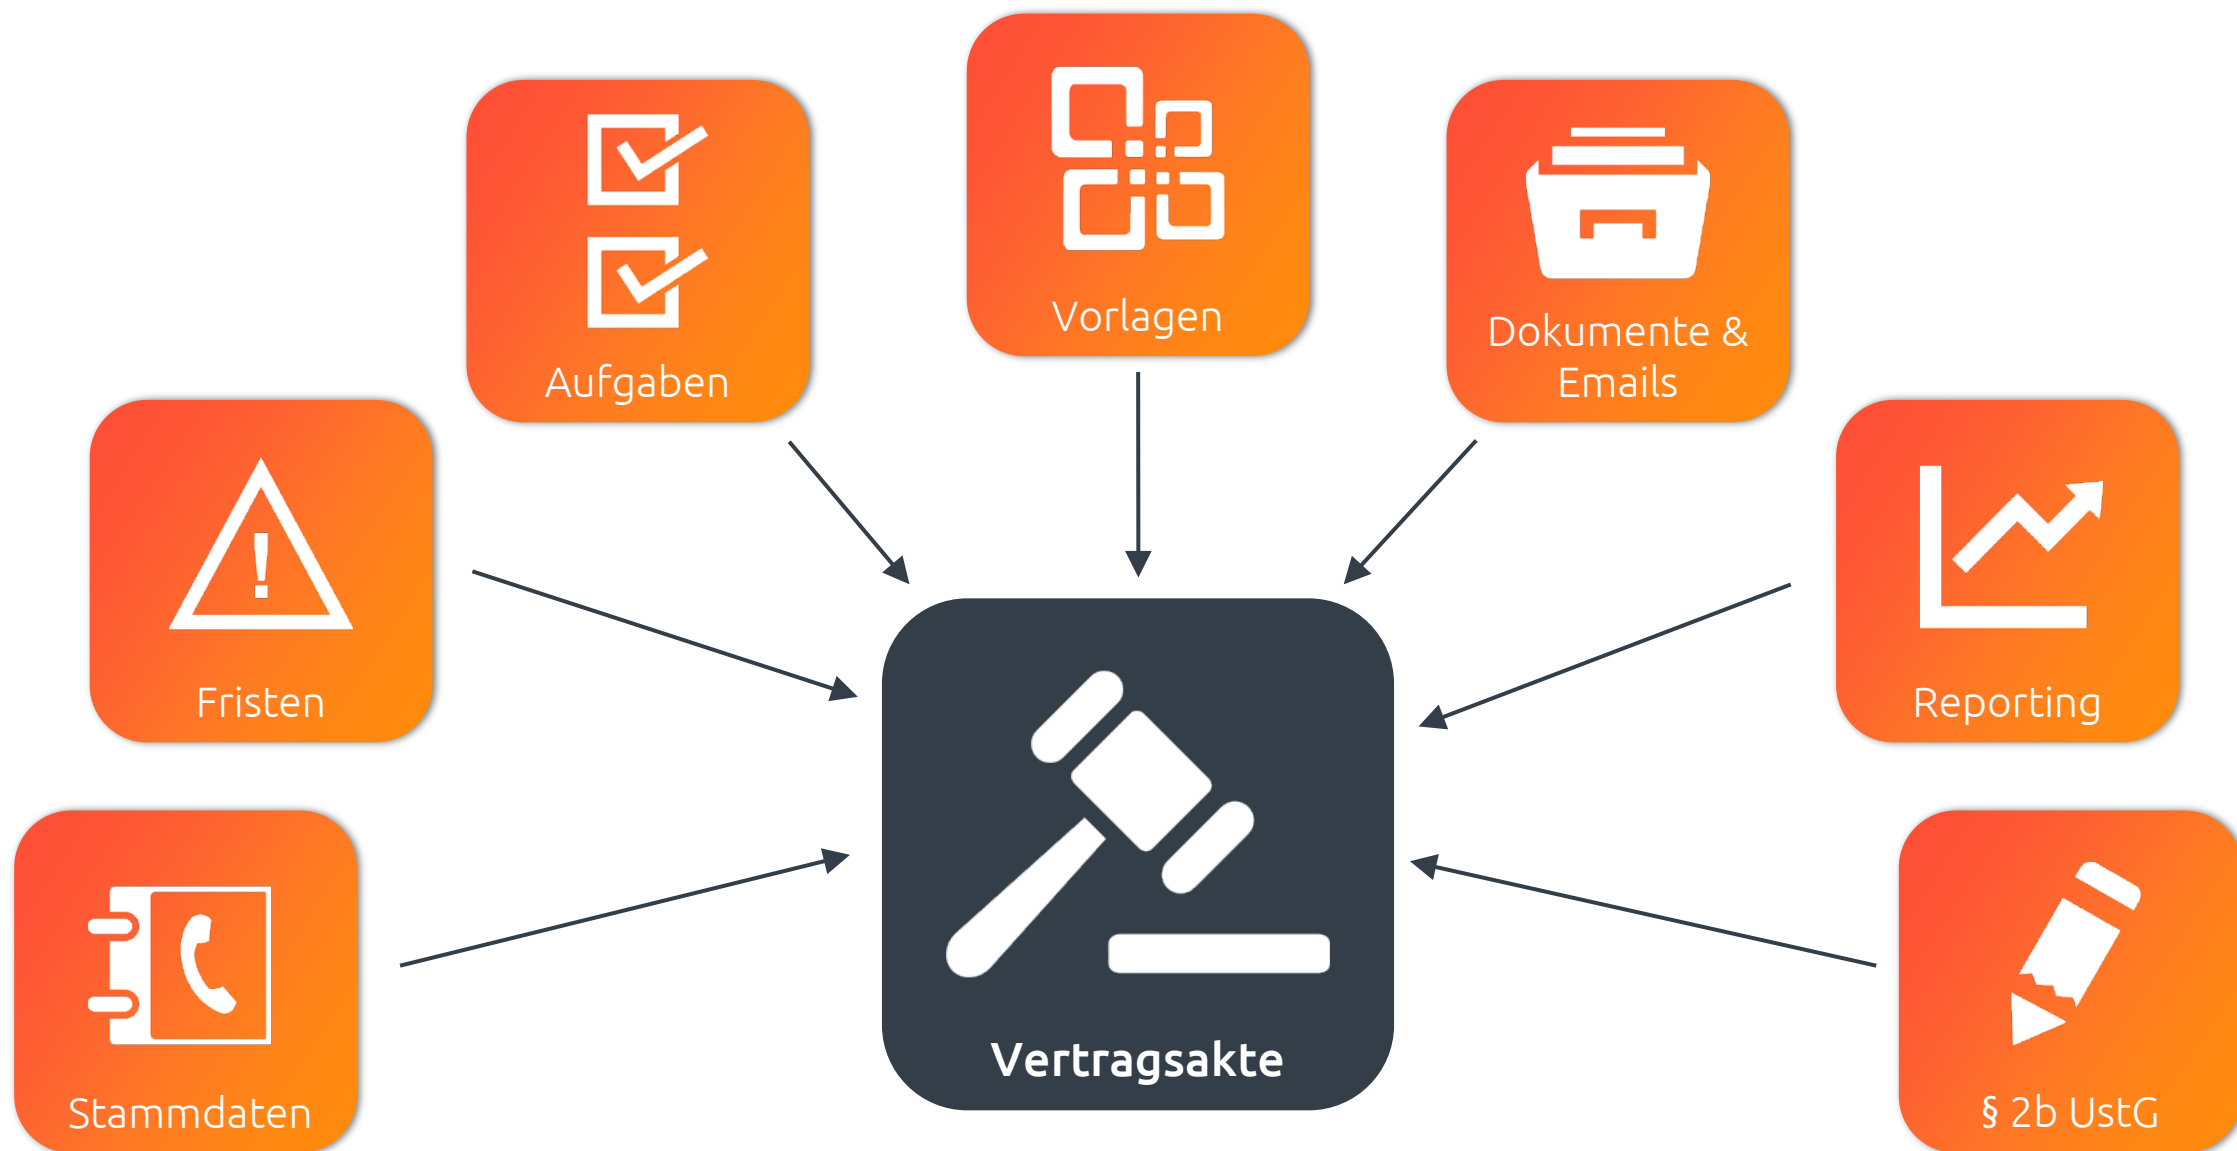 Vorlagen
Dokumente &
Emails
Aufgaben
Fristen
Reporting
Stammdaten
Vertragsakte
§ 2b UstG